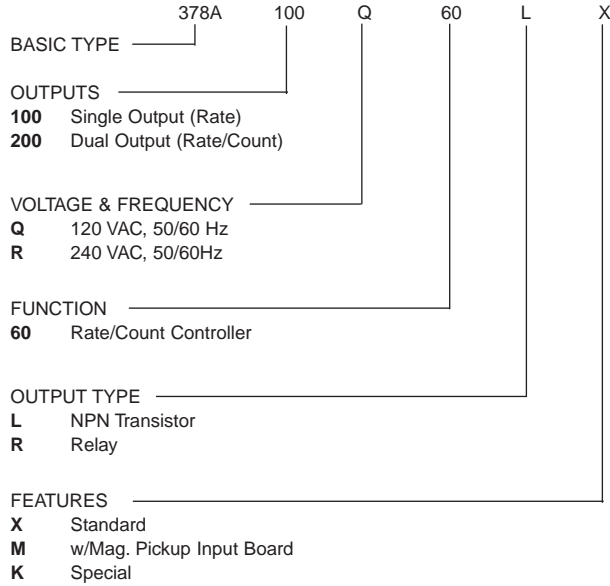 378A 100 Q 60 L X
BASIC TYPE
OUTPUTS
100 Single Output (Rate)
200 Dual Output (Rate/Count)
VOLTAGE & FREQUENCY
Q 120 VAC, 50/60 Hz
R 240 VAC, 50/60Hz
FUNCTION
60 Rate/Count Controller
OUTPUT TYPE
L NPN Transistor
R Relay
FEATURES
X Standard
M w/Mag. Pickup Input Board
K Special